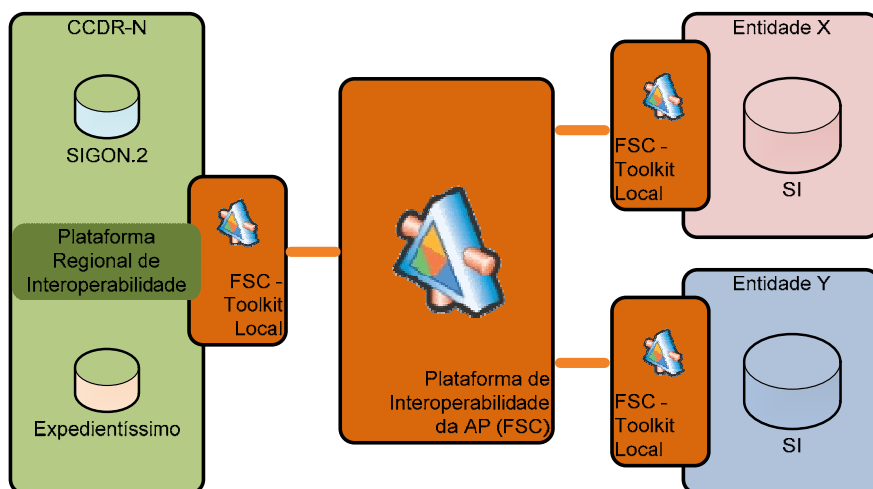 CCDR-N
SIGON.2
Plataforma
Regional de
Interoperabilidade
Expedientíssimo
FSC -
Toolkit
Local
Plataforma de
Interoperabilidade
da AP (FSC)
Entidade X
FSC -
Toolkit
Local
SI
Entidade Y
FSC -
Toolkit
Local
SI